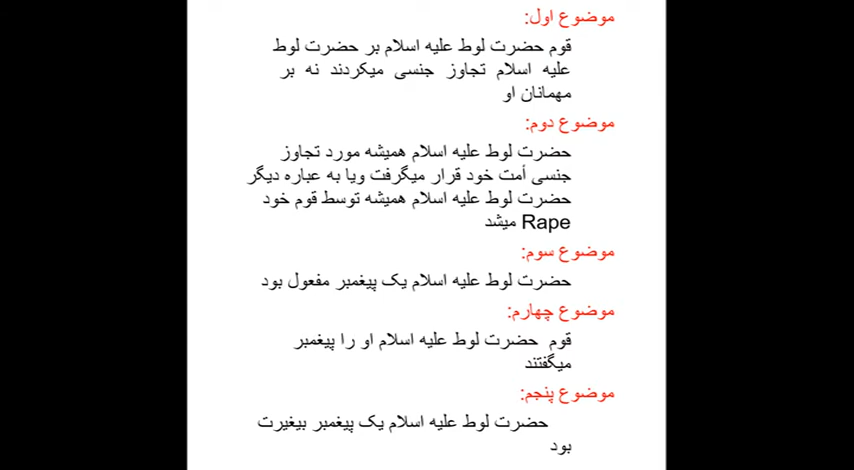 موضوع اول:
قوم حضرت لوط علیه اسلام بر حضرت لوط
علیه اسلام تجاوز جنسی میکردند نه بر
مهمانان او
موضوع دوم:
حضرت لوط علیه اسلام همیشه مورد تجاوز
جنسی أمت خود قرار میگرفت ویا به عباره دیگر
حضرت لوط علیه اسلام همیشه توسط قوم خود
Rape میشد
موضوع سوم:
حضرت لوط علیه اسلام یک پیغمبر مفعول بود
موضوع چهارم:
قوم حضرت لوط علیه اسلام او را پیغمبر
میگفتند
موضوع پنجم:
حضرت لوط علیه اسلام یک پیغمبر بیغیرت
بود